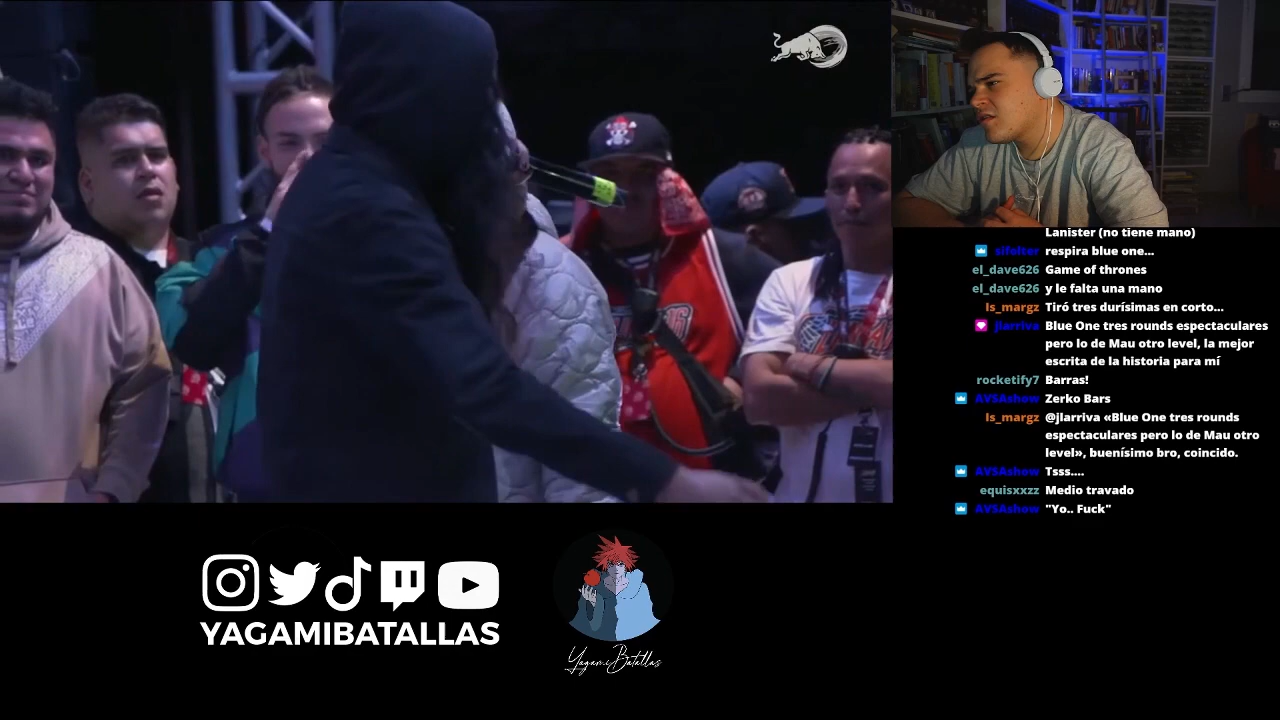 Lanister (no tiene mano)
sifelter respira blue one...
el_dave626 Game of thrones
el_dave626 y le falta una mano
ls_margz Tiró tres durísimas en corto...
jlarriva Blue One tres rounds espectaculares
pero lo de Mau otro level, la mejor
escrita de la historia para mí
rocketify7 Barras!
AVSAshow Zerko Bars
ls_margz @jlarriva «Blue One tres rounds
espectaculares pero lo de Mau otro
level», buenísimo bro, coincido.
AVSAshow Tsss....
equisxxzz Medio travado
AVSAshow "Yo.. Fuck"
YAGAMIBATALLAS
YagamiBatallas